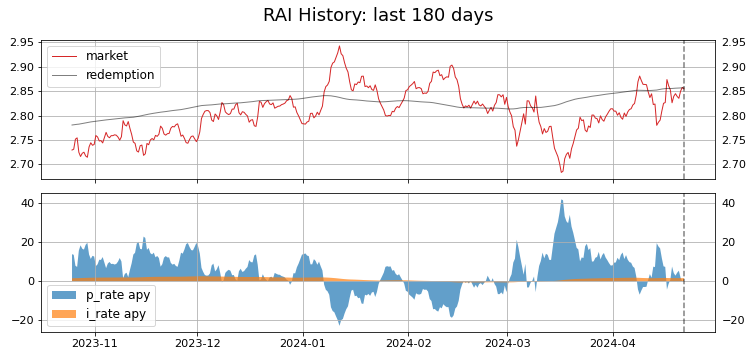 RAI History: last 180 days
2.95 2.95
market
redemption
2.90 2.90
2.85 2.85
2.80 2.80
2.75 2.75
2.70 2.70
40 40
20 20
0 0
p_rate apy
i_rate apy
−20 −20
2023-11 2023-12 2024-01 2024-02 2024-03 2024-04